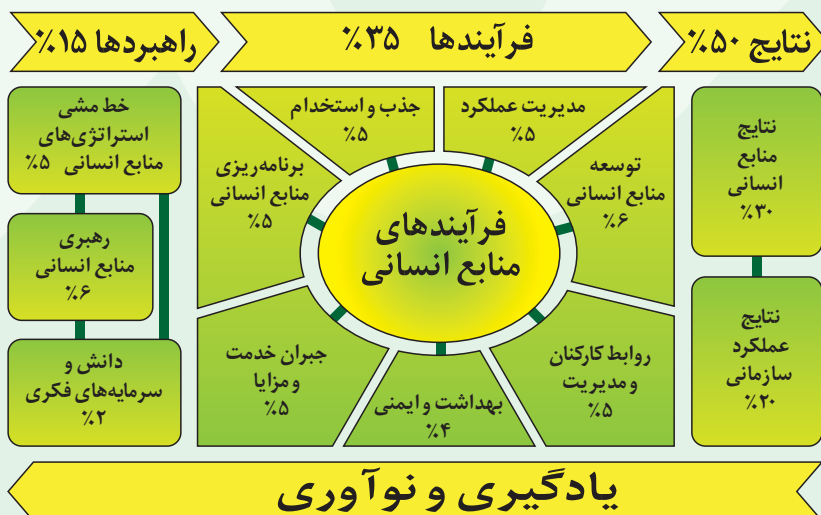 راهبردها ۱۵%
فرآیندها ۳۵%
نتایج ۵۰%
خط مشی
استراتژی‌های
منابع انسانی ۵%
رهبری
منابع انسانی
۶%
دانش و
سرمایه‌های فکری
۲%
جذب و استخدام
۵%
مدیریت عملکرد
۵%
برنامه‌ریزی
منابع انسانی
۵%
توسعه
منابع انسانی
۶%
فرآیندهای
منابع انسانی
جبران خدمت
و مزایا
۵%
بهداشت و ایمنی
۴%
روابط کارکنان
و مدیریت
۵%
نتایج
منابع
انسانی
۳۰%
نتایج
عملکرد
سازمانی
۲۰%
یادگیری و نوآوری